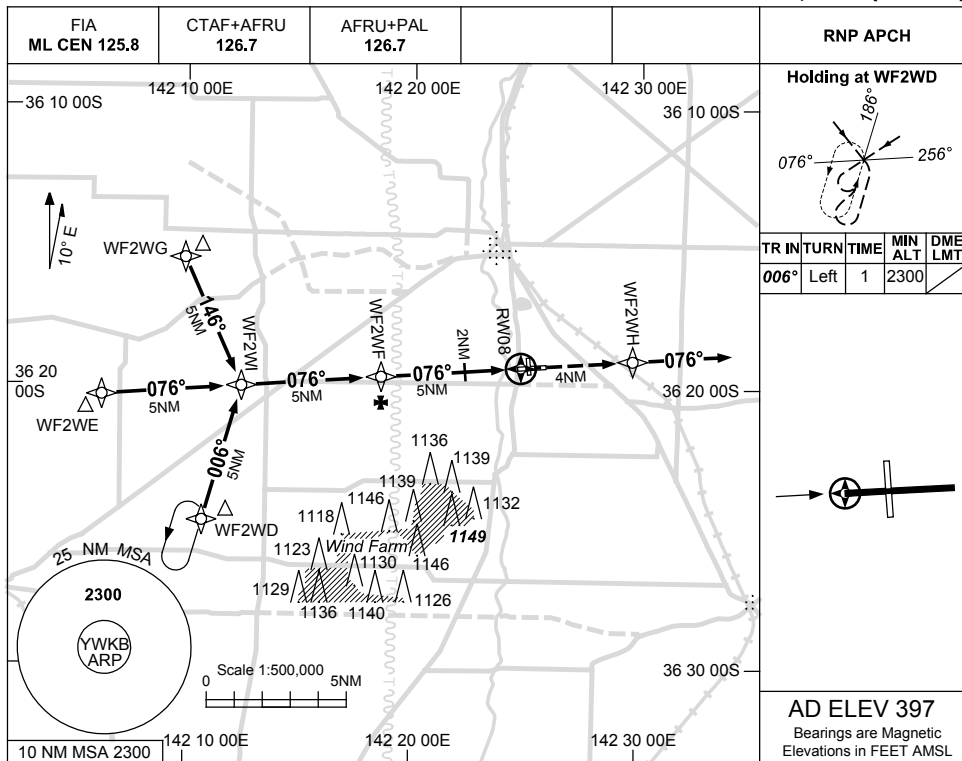 FIA
ML CEN 125.8
CTAF+AFRU
126.7
AFRU+PAL
126.7
RNP APCH
142 10 00E
142 20 00E
142 30 00E
36 10 00S
36 10 00S
Holding at WF2WD
186°
076°
256°
TR IN TURN TIME MIN ALT DME LMT
006° Left 1 2300
10° E
WF2WG
146°
5NM
WF2WI
WF2WF
2NM
RW08
WF2WH
36 20
00S
076°
5NM
076°
5NM
076°
5NM
4NM
076°
36 20 00S
WF2WE
006°
5NM
WF2WD
1136
1139
1139
1132
1146
1118
1149
Wind Farm
1123
1130
1146
1129
1136
1140
1126
25 NM MSA
2300
YWKB
ARP
Scale 1:500,000
0 5NM
36 30 00S
10 NM MSA 2300
142 10 00E
142 20 00E
142 30 00E
AD ELEV 397
Bearings are Magnetic
Elevations in FEET AMSL